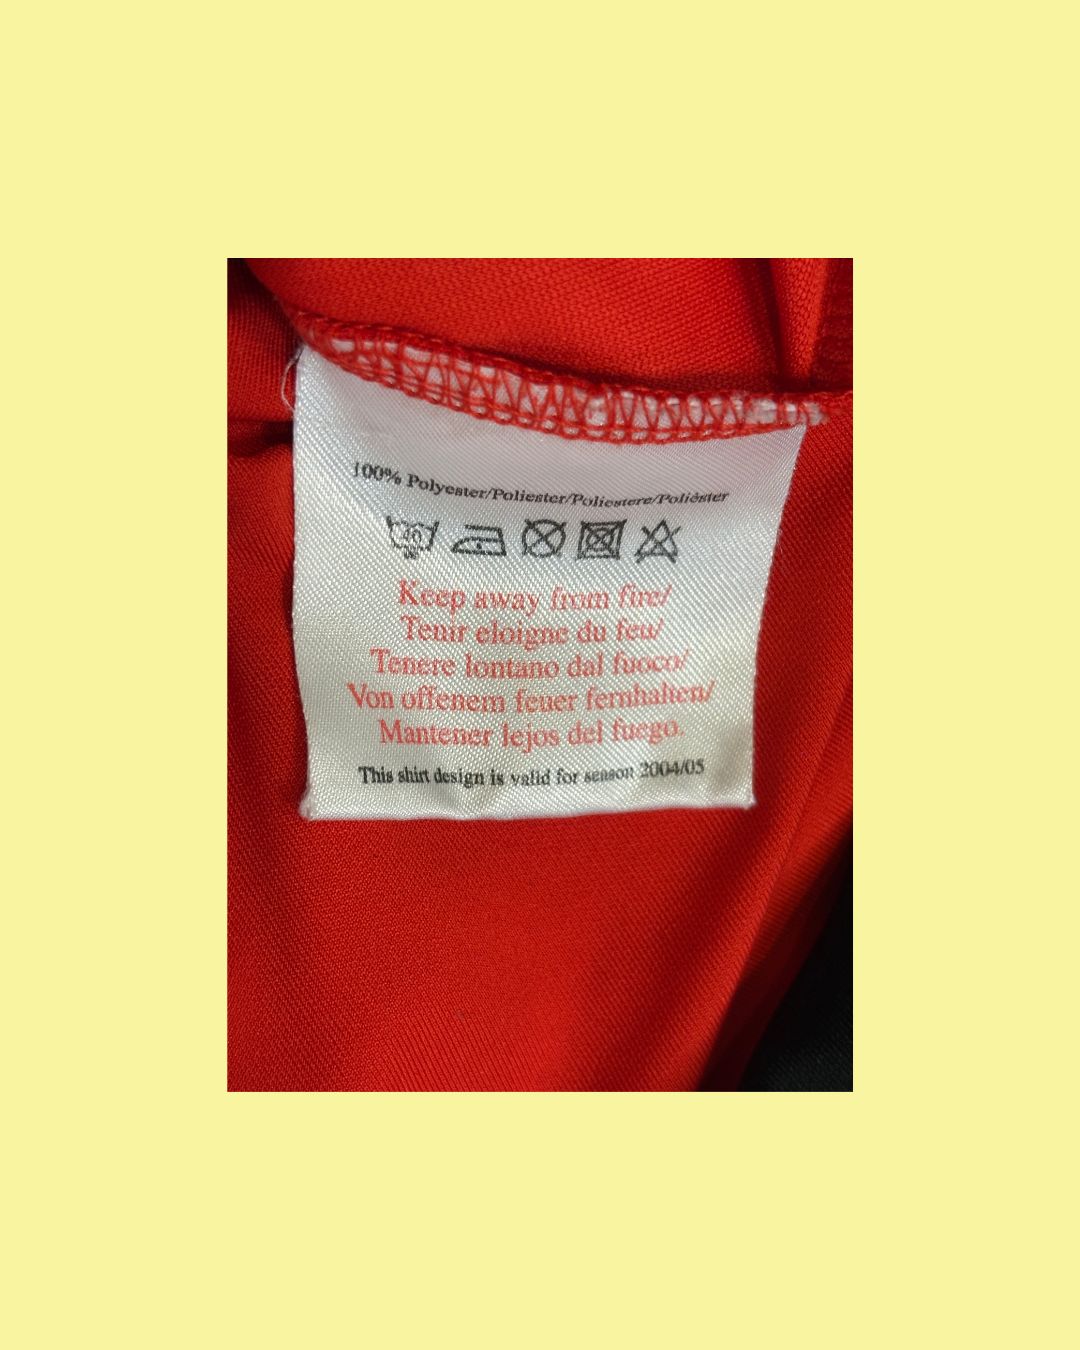 100% Polyester/Poliester/Poliestere/Poliéster
Keep away from fire/
Tenir eloigne du feu/
Tenere lontano dal fuoco/
Von offenem feuer fernhalten/
Mantener lejos del fuego.
This shirt design is valid for season 2004/05